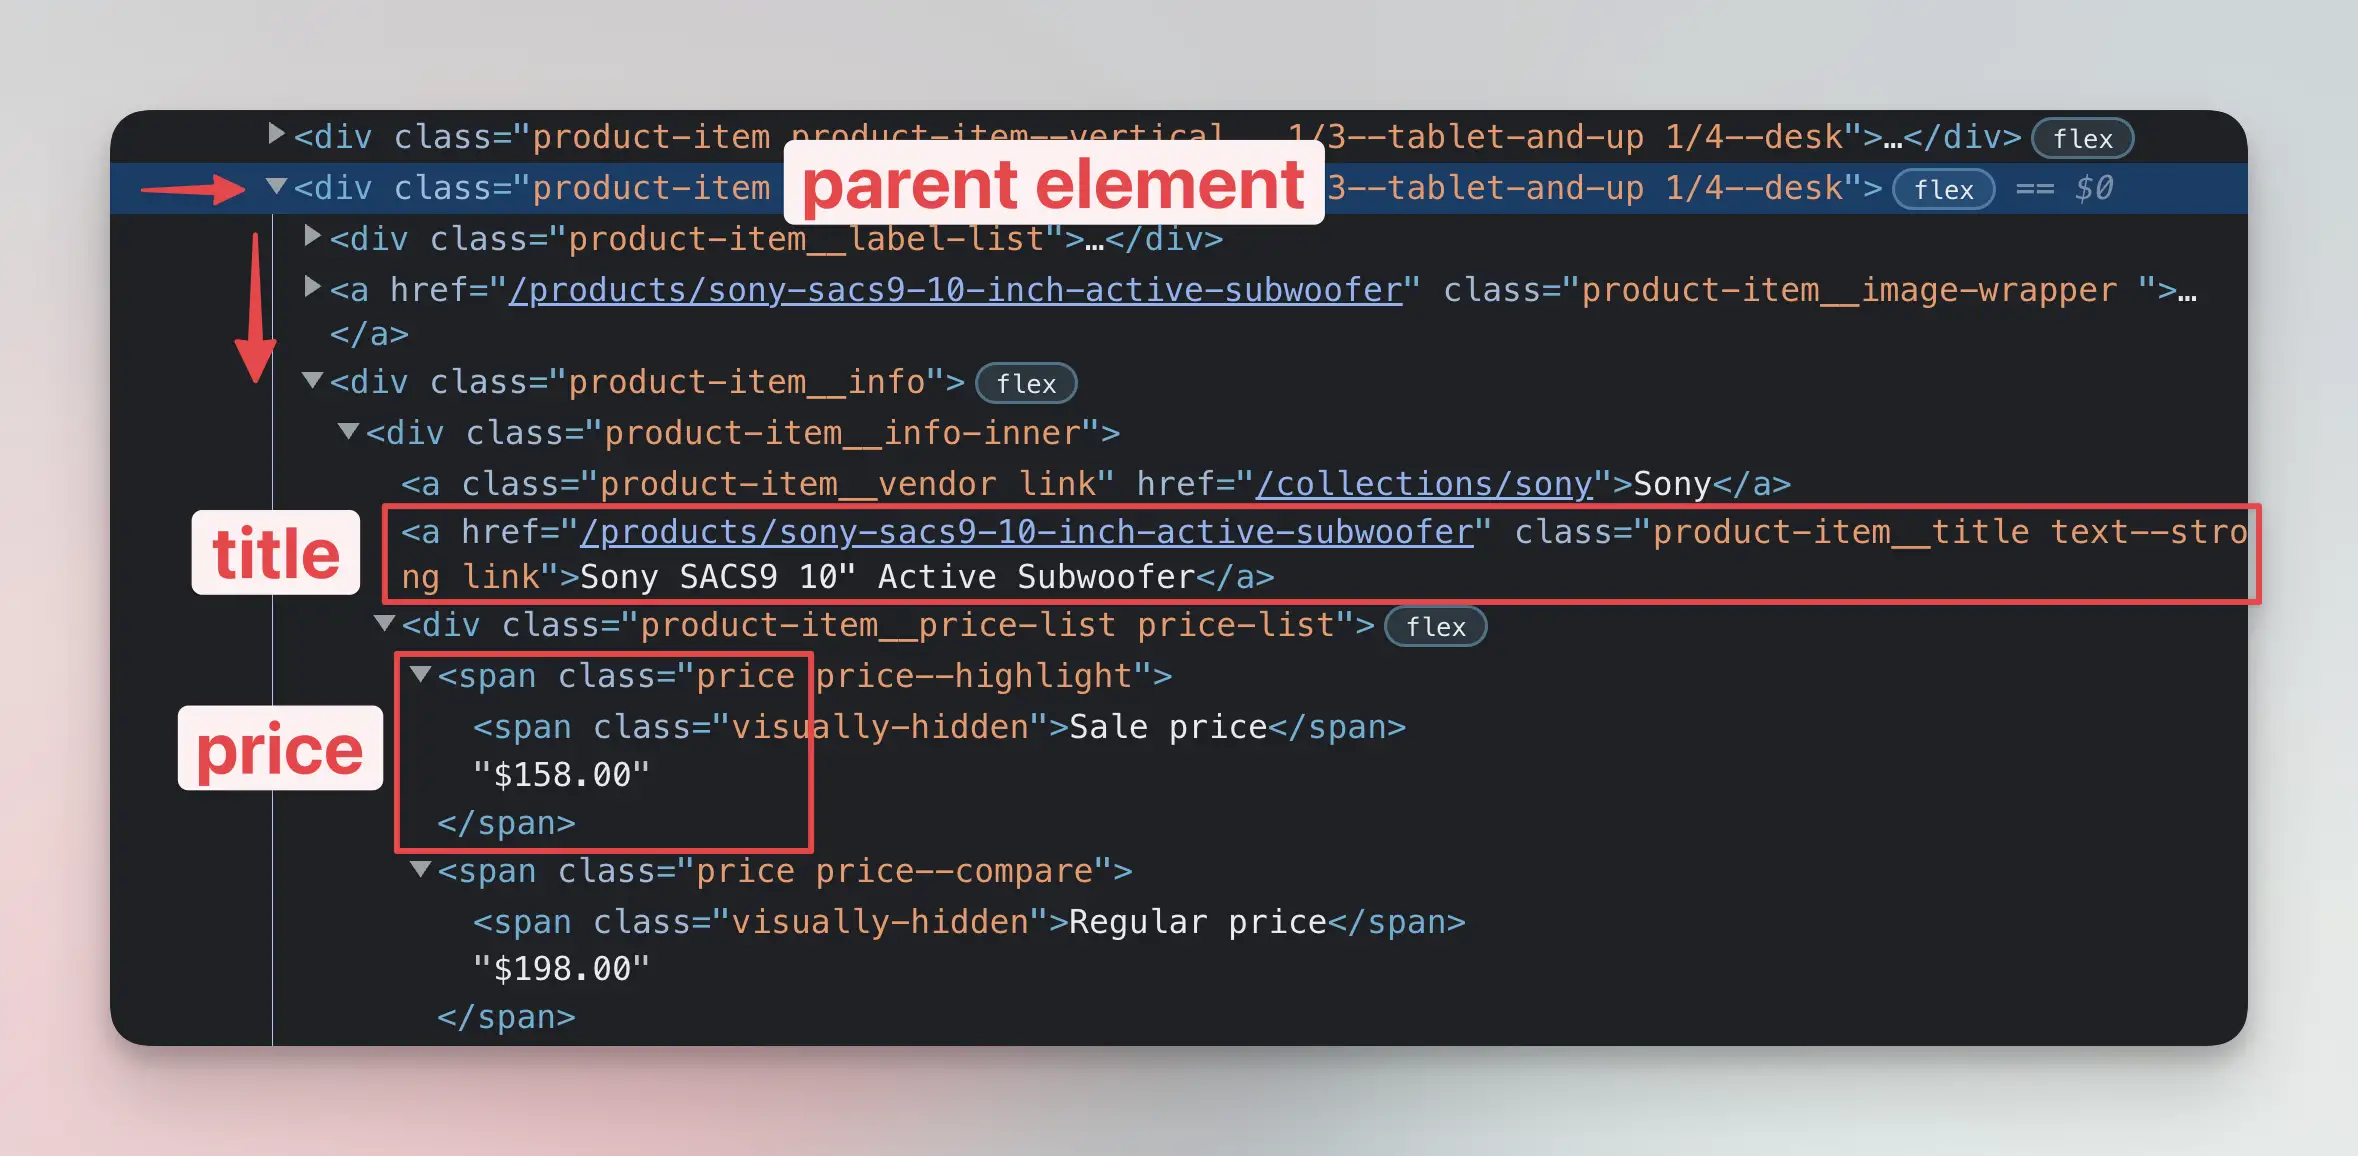 <div class="product-item product-item--vertical 1/3--tablet-and-up 1/4--desk">…</div> flex
<div class="product-item parent element 3--tablet-and-up 1/4--desk"> flex == $0
<div class="product-item__label-list">…</div>
<a href="/products/sony-sacs9-10-inch-active-subwoofer" class="product-item__image-wrapper ">…
</a>
<div class="product-item__info"> flex
<div class="product-item__info-inner">
<a class="product-item__vendor link" href="/collections/sony">Sony</a>
title
<a href="/products/sony-sacs9-10-inch-active-subwoofer" class="product-item__title text--stro
ng link">Sony SACS9 10" Active Subwoofer</a>
<div class="product-item__price-list price-list"> flex
price
<span class="price price--highlight">
<span class="visually-hidden">Sale price</span>
"$158.00"
</span>
<span class="price price--compare">
<span class="visually-hidden">Regular price</span>
"$198.00"
</span>